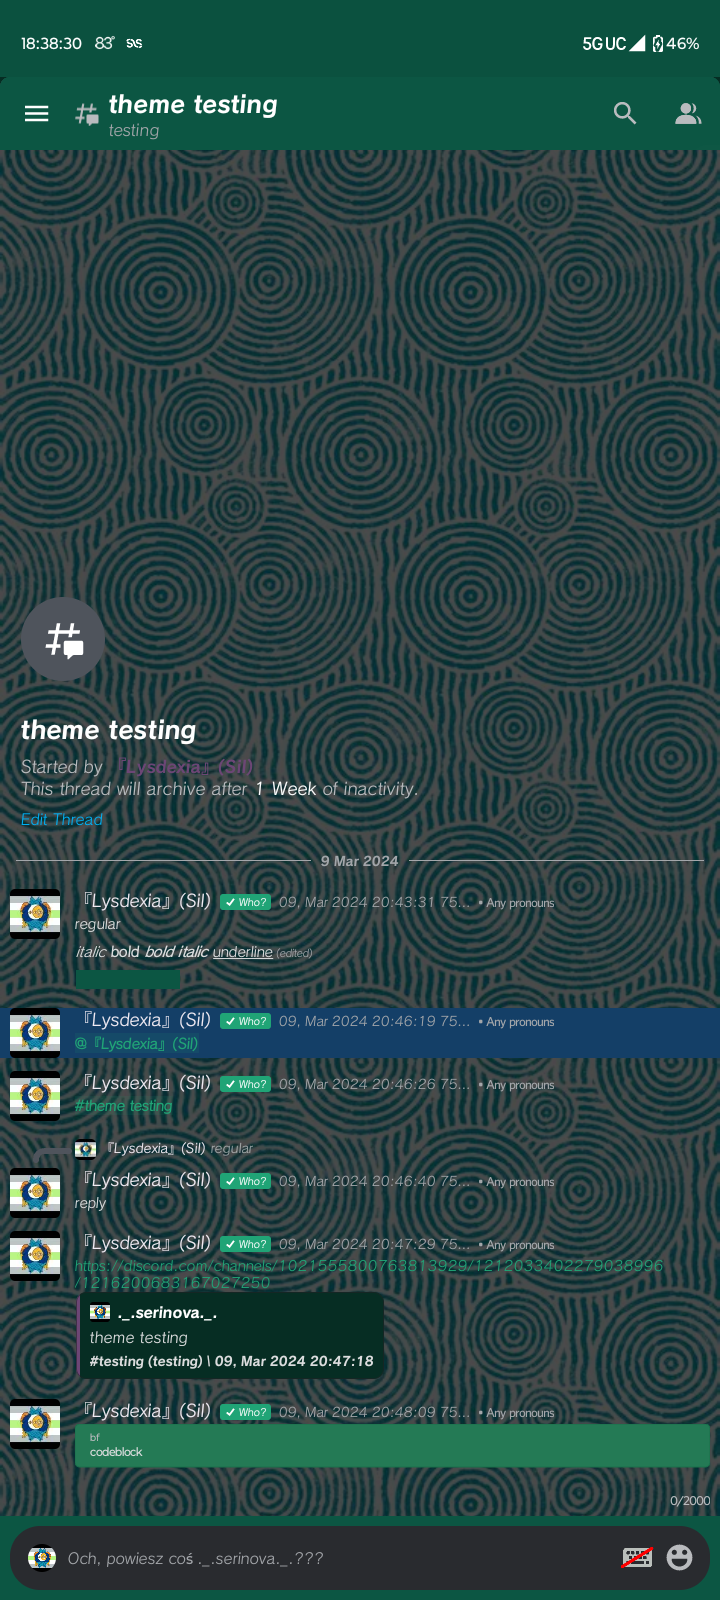 18:38:30 83° SNS 5G UC 46%
theme testing
testing
theme testing
Started by 『Lysdexia』(Sil)
This thread will archive after 1 Week of inactivity.
Edit Thread
9 Mar 2024
『Lysdexia』(Sil) Who? 09, Mar 2024 20:43:31 75... • Any pronouns
regular
italic bold bold italic underline (edited)
『Lysdexia』(Sil) Who? 09, Mar 2024 20:46:19 75... • Any pronouns
@『Lysdexia』(Sil)
『Lysdexia』(Sil) Who? 09, Mar 2024 20:46:26 75... • Any pronouns
#theme testing
『Lysdexia』(Sil) regular
『Lysdexia』(Sil) Who? 09, Mar 2024 20:46:40 75... • Any pronouns
reply
『Lysdexia』(Sil) Who? 09, Mar 2024 20:47:29 75... • Any pronouns
https://discord.com/channels/1021555800763813929/1212033402279038996
/1216200683167027250
._.serinova._.
theme testing
#testing (testing) \ 09, Mar 2024 20:47:18
『Lysdexia』(Sil) Who? 09, Mar 2024 20:48:09 75... • Any pronouns
bf
codeblock
0/2000
Och, powiesz coś ._.serinova._.???